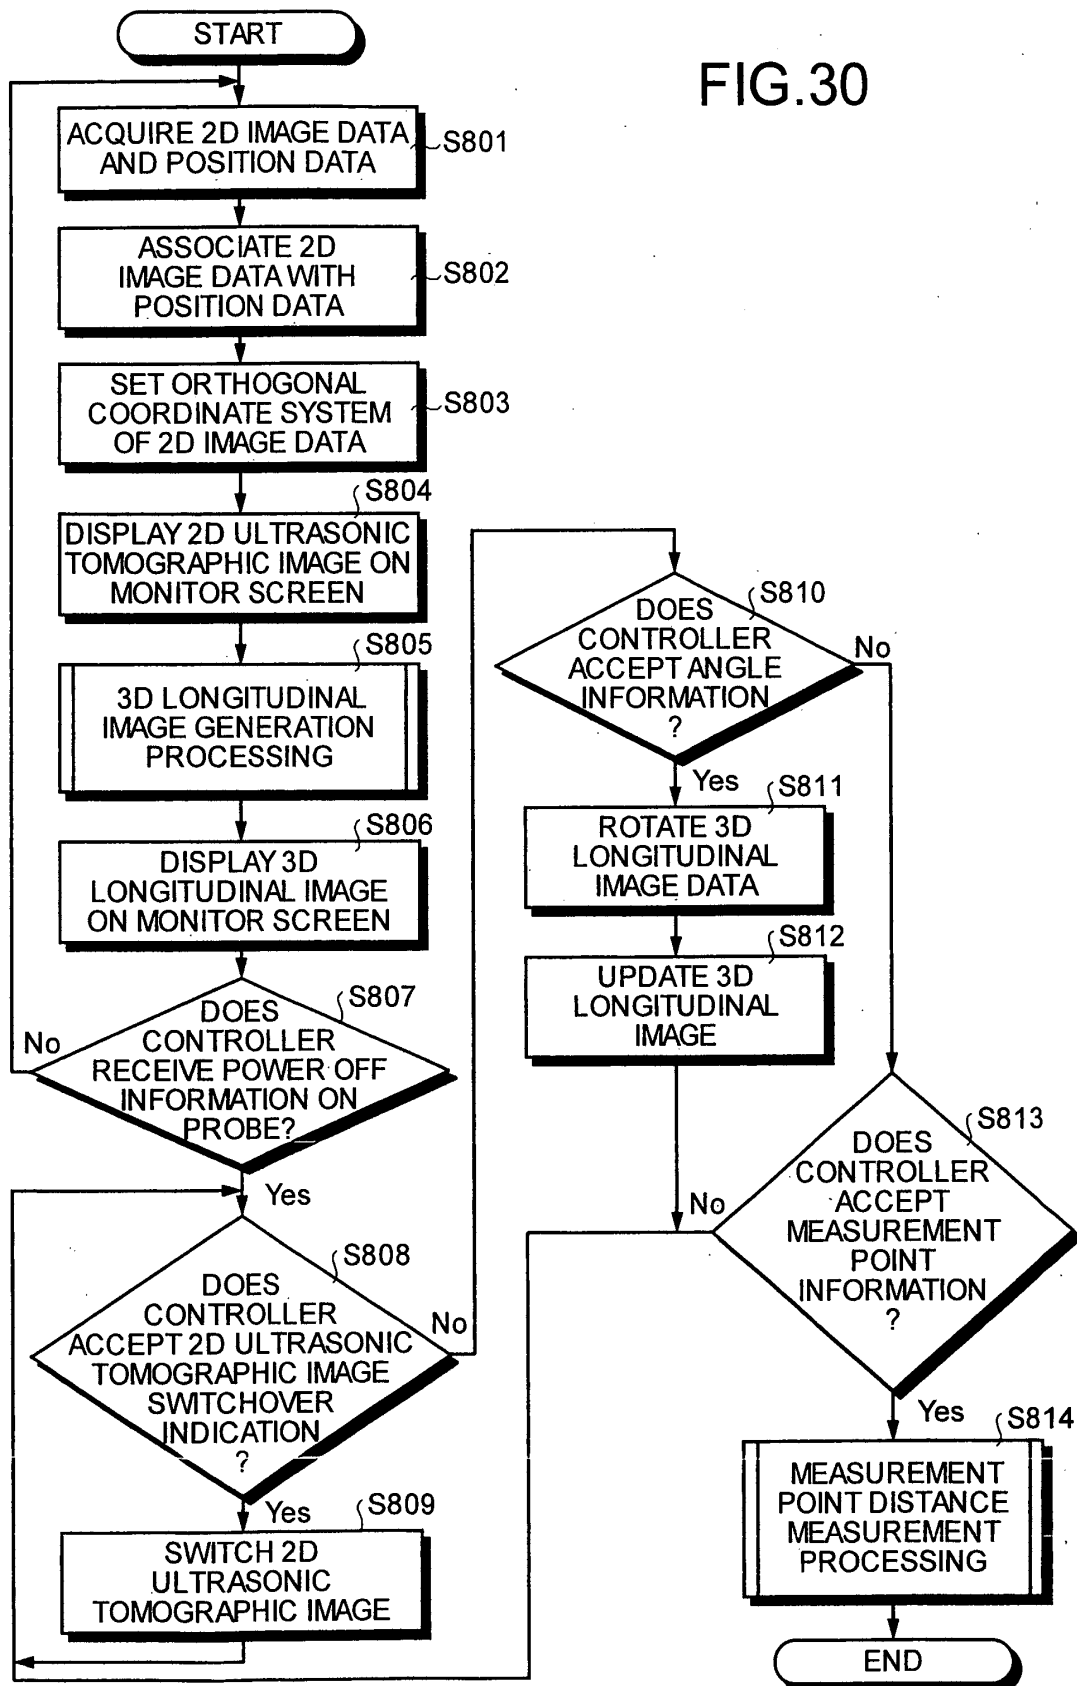 START
FIG.30
ACQUIRE 2D IMAGE DATA
AND POSITION DATA
S801
ASSOCIATE 2D
IMAGE DATA WITH
POSITION DATA
S802
SET ORTHOGONAL
COORDINATE SYSTEM
OF 2D IMAGE DATA
S803
S804
DISPLAY 2D ULTRASONIC
TOMOGRAPHIC IMAGE ON
MONITOR SCREEN
S805
3D LONGITUDINAL
IMAGE GENERATION
PROCESSING
S806
DISPLAY 3D
LONGITUDINAL IMAGE
ON MONITOR SCREEN
S807
DOES
CONTROLLER
RECEIVE POWER OFF
INFORMATION ON
PROBE?
No
Yes
S808
DOES
CONTROLLER
ACCEPT 2D ULTRASONIC
TOMOGRAPHIC IMAGE
SWITCHOVER
INDICATION
?
No
Yes
S809
SWITCH 2D
ULTRASONIC
TOMOGRAPHIC IMAGE
S810
DOES
CONTROLLER
ACCEPT ANGLE
INFORMATION
?
No
Yes
S811
ROTATE 3D
LONGITUDINAL
IMAGE DATA
S812
UPDATE 3D
LONGITUDINAL
IMAGE
S813
DOES
CONTROLLER
ACCEPT
MEASUREMENT
POINT
INFORMATION
?
No
Yes
S814
MEASUREMENT
POINT DISTANCE
MEASUREMENT
PROCESSING
END